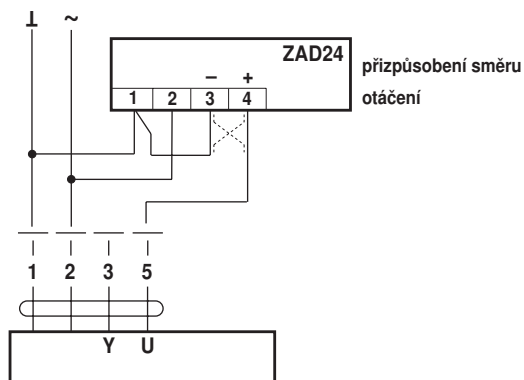 ⊥ ~
ZAD24
přizpůsobení směru
otáčení
– +
1 2 3 4
1 2 3 5
Y U